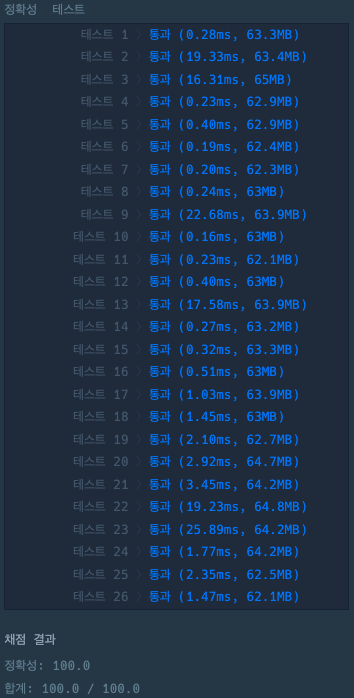 정확성 테스트
테스트 1 〉 통과 (0.28ms, 63.3MB)
테스트 2 〉 통과 (19.33ms, 63.4MB)
테스트 3 〉 통과 (16.31ms, 65MB)
테스트 4 〉 통과 (0.23ms, 62.9MB)
테스트 5 〉 통과 (0.40ms, 62.9MB)
테스트 6 〉 통과 (0.19ms, 62.4MB)
테스트 7 〉 통과 (0.20ms, 62.3MB)
테스트 8 〉 통과 (0.24ms, 63MB)
테스트 9 〉 통과 (22.68ms, 63.9MB)
테스트 10 〉 통과 (0.16ms, 63MB)
테스트 11 〉 통과 (0.23ms, 62.1MB)
테스트 12 〉 통과 (0.40ms, 63MB)
테스트 13 〉 통과 (17.58ms, 63.9MB)
테스트 14 〉 통과 (0.27ms, 63.2MB)
테스트 15 〉 통과 (0.32ms, 63.3MB)
테스트 16 〉 통과 (0.51ms, 63MB)
테스트 17 〉 통과 (1.03ms, 63.9MB)
테스트 18 〉 통과 (1.45ms, 63MB)
테스트 19 〉 통과 (2.10ms, 62.7MB)
테스트 20 〉 통과 (2.92ms, 64.7MB)
테스트 21 〉 통과 (3.45ms, 64.2MB)
테스트 22 〉 통과 (19.23ms, 64.8MB)
테스트 23 〉 통과 (25.89ms, 64.2MB)
테스트 24 〉 통과 (1.77ms, 64.2MB)
테스트 25 〉 통과 (2.35ms, 62.5MB)
테스트 26 〉 통과 (1.47ms, 62.1MB)
채점 결과
정확성: 100.0
합계: 100.0 / 100.0